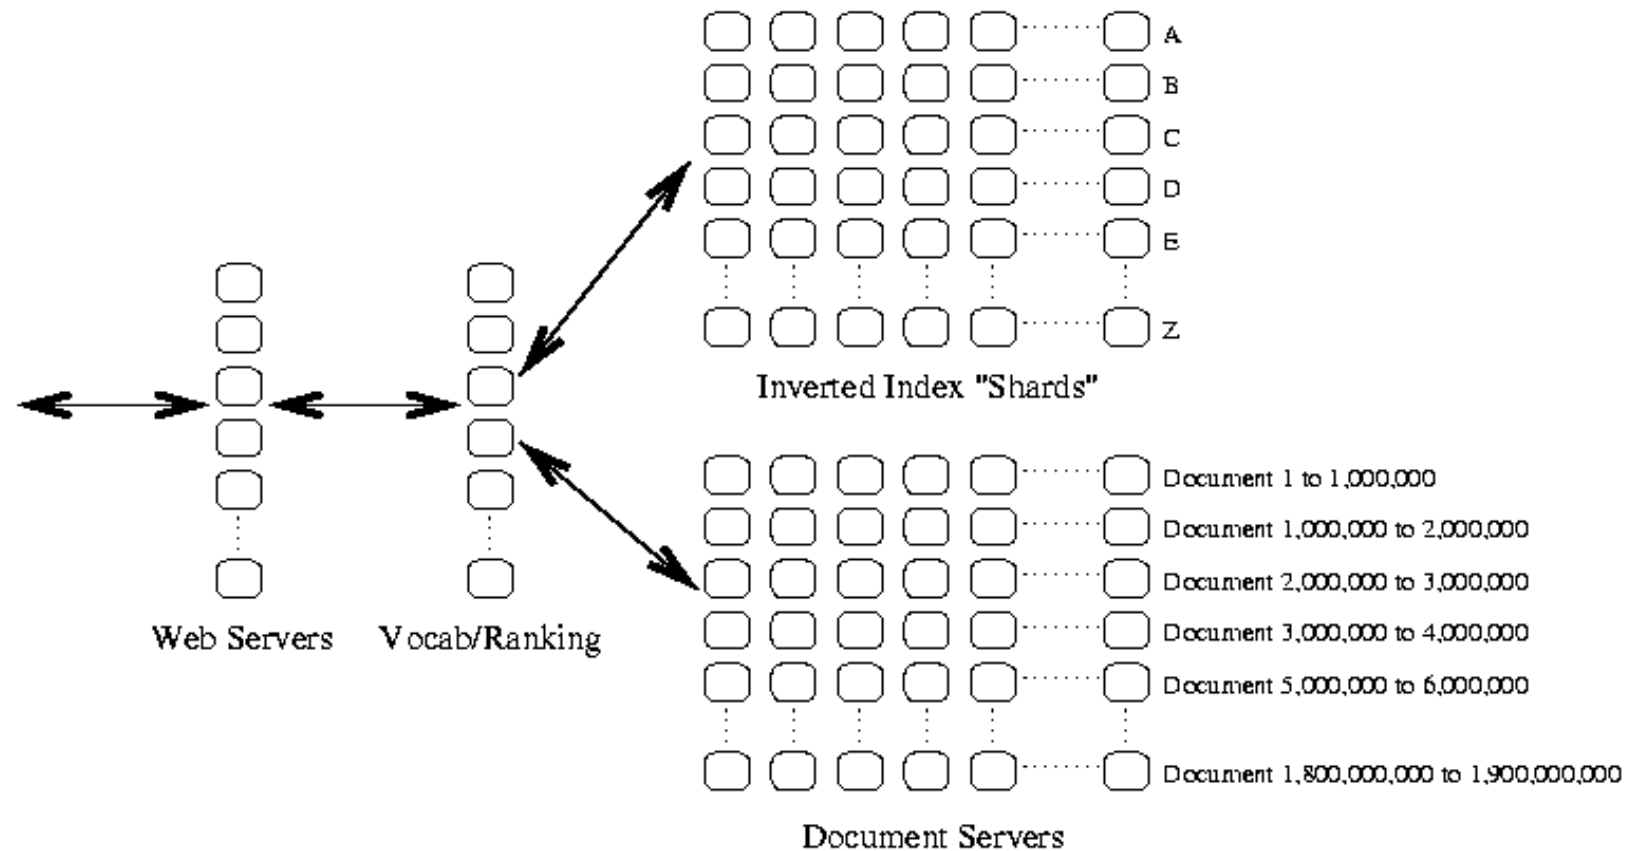 A
B
C
D
E
Z
Inverted Index "Shards"
Web Servers
Vocab/Ranking
Document 1 to 1,000,000
Document 1,000,000 to 2,000,000
Document 2,000,000 to 3,000,000
Document 3,000,000 to 4,000,000
Document 5,000,000 to 6,000,000
Document 1,800,000,000 to 1,900,000,000
Document Servers